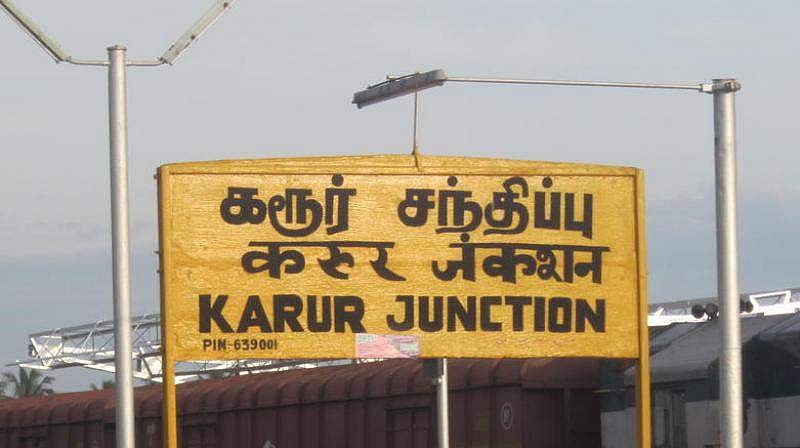 கரூர் சந்திப்பு
करुर जंकशन
KARUR JUNCTION
PIN-639001